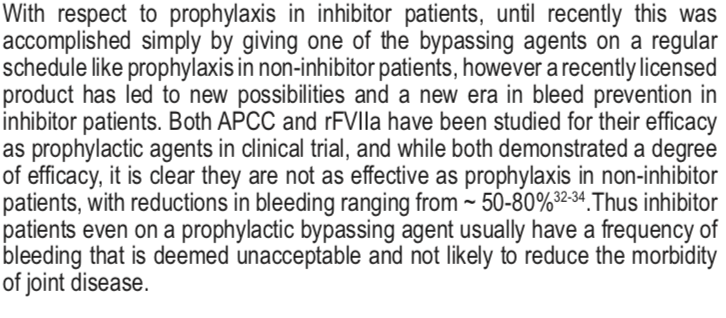 With respect to prophylaxis in inhibitor patients, until recently this was
accomplished simply by giving one of the bypassing agents on a regular
schedule like prophylaxis in non-inhibitor patients, however a recently licensed
product has led to new possibilities and a new era in bleed prevention in
inhibitor patients. Both APCC and rFVIIa have been studied for their efficacy
as prophylactic agents in clinical trial, and while both demonstrated a degree
of efficacy, it is clear they are not as effective as prophylaxis in non-inhibitor
patients, with reductions in bleeding ranging from ~ 50-80%32-34.Thus inhibitor
patients even on a prophylactic bypassing agent usually have a frequency of
bleeding that is deemed unacceptable and not likely to reduce the morbidity
of joint disease.